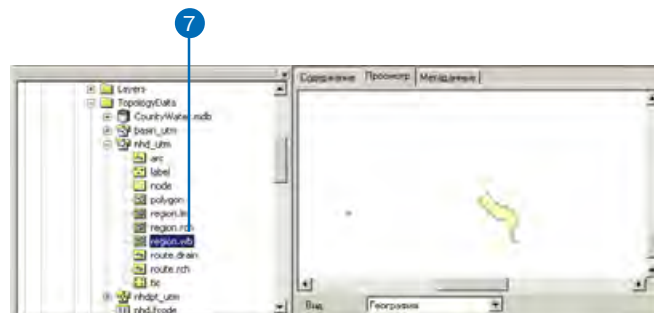 7
Содержание Просмотр Метаданные
Layers
TopologyData
CountyWater.mdb
basin_utm
nhd_utm
arc
label
node
polygon
region.lm
region.rch
region.wb
route.drain
route.rch
tic
nhdpt_utm
nhd.fcode
Вид: География